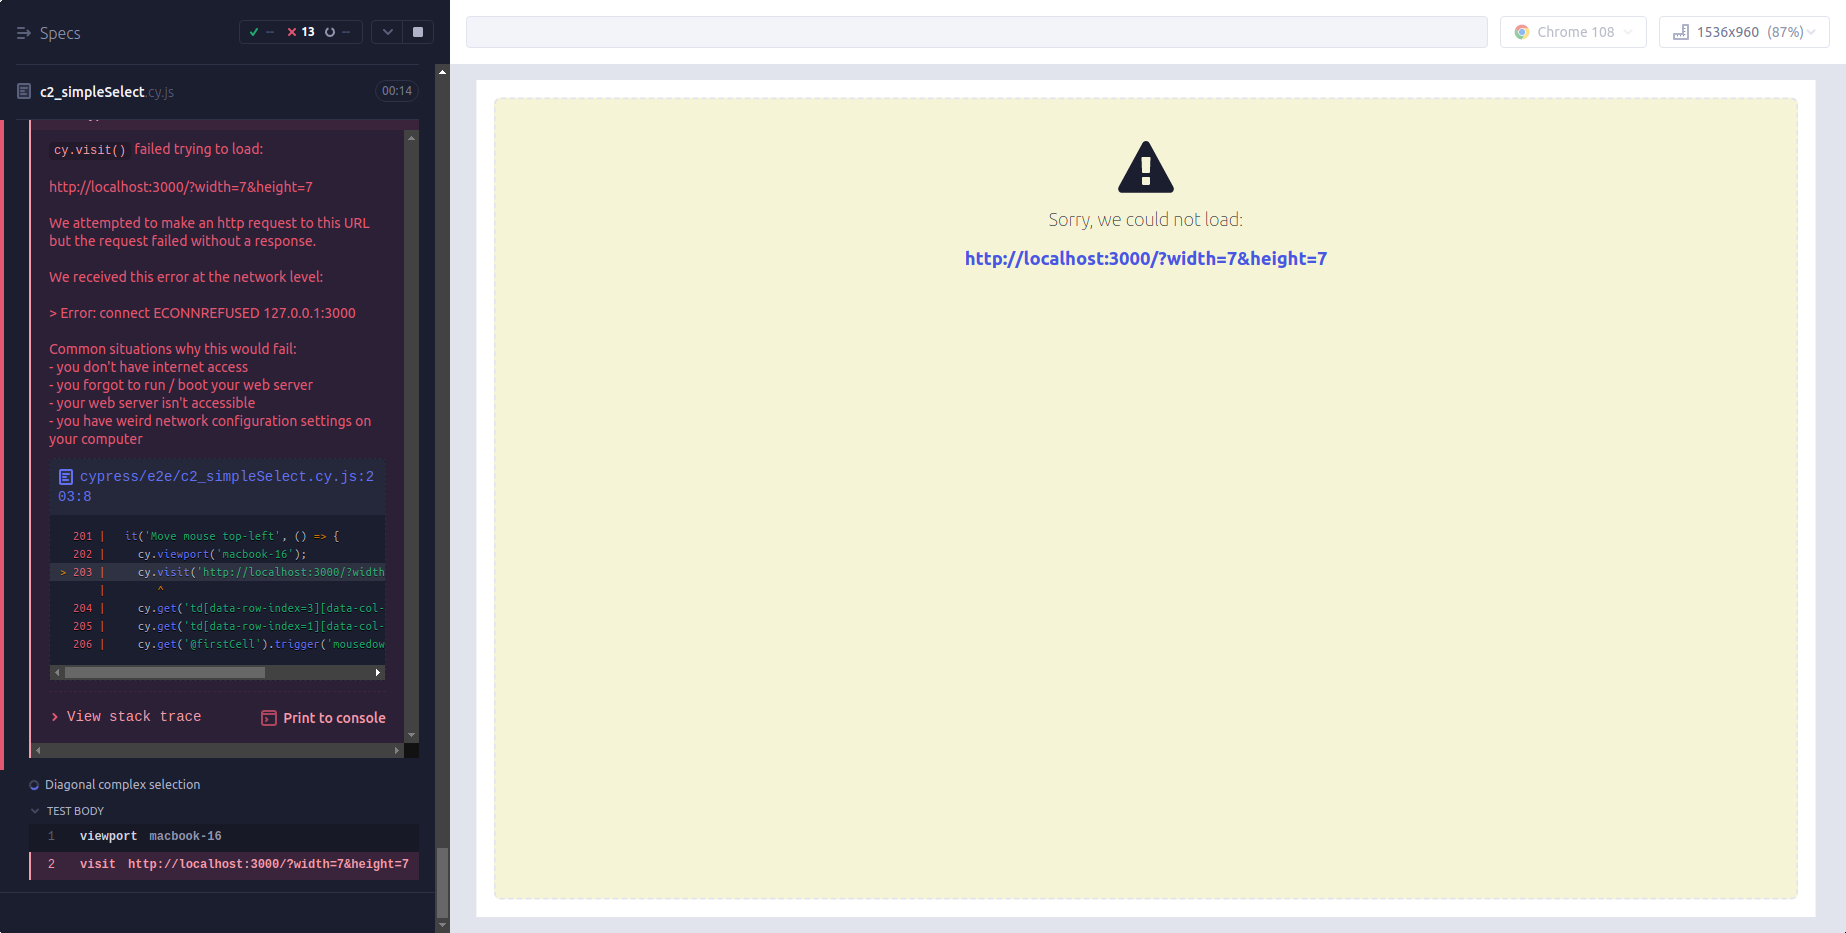 Specs
-- 13 --
c2_simpleSelect.cy.js
00:14
cy.visit() failed trying to load:
http://localhost:3000/?width=7&height=7
We attempted to make an http request to this URL
but the request failed without a response.
We received this error at the network level:
> Error: connect ECONNREFUSED 127.0.0.1:3000
Common situations why this would fail:
- you don't have internet access
- you forgot to run / boot your web server
- your web server isn't accessible
- you have weird network configuration settings on
your computer
cypress/e2e/c2_simpleSelect.cy.js:2
03:8
201 | it('Move mouse top-left', () => {
202 | cy.viewport('macbook-16');
> 203 | cy.visit('http://localhost:3000/?width
| ^
204 | cy.get('td[data-row-index=3][data-col-
205 | cy.get('td[data-row-index=1][data-col-
206 | cy.get('@firstCell').trigger('mousedow
View stack trace
Print to console
Diagonal complex selection
TEST BODY
1 viewport macbook-16
2 visit http://localhost:3000/?width=7&height=7
Chrome 108
1536x960 (87%)
Sorry, we could not load:
http://localhost:3000/?width=7&height=7